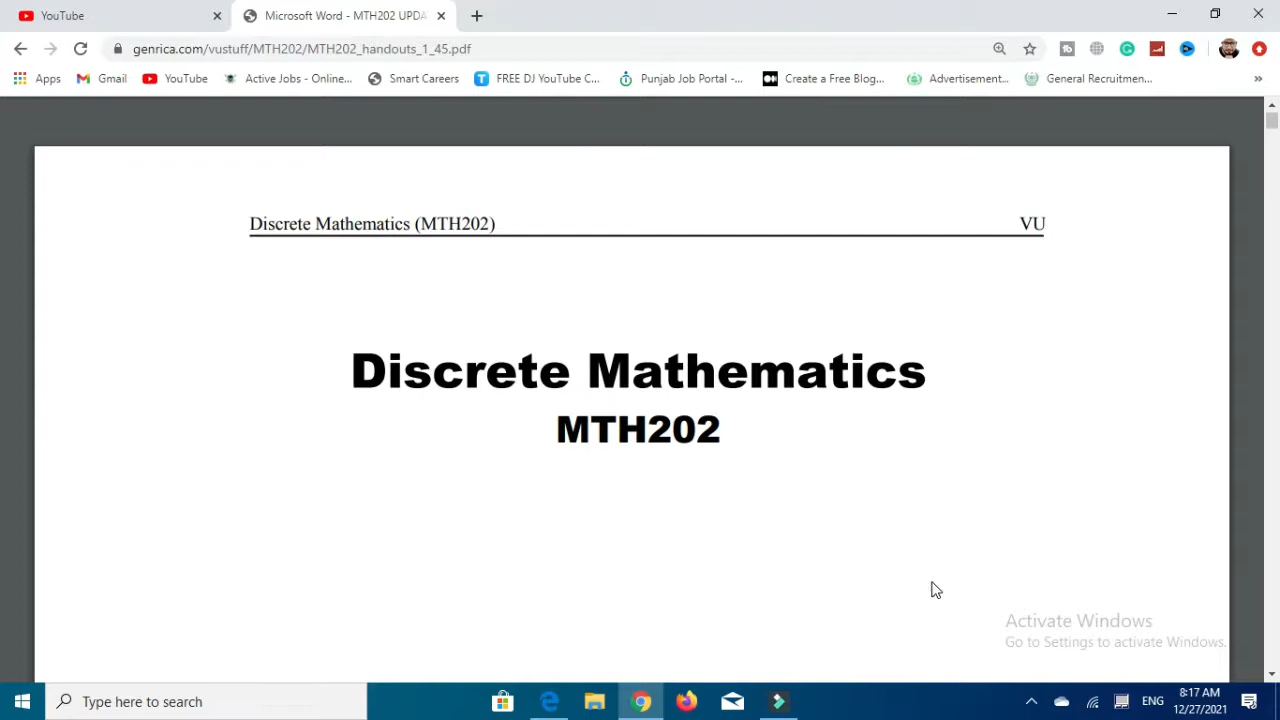 YouTube
Microsoft Word - MTH202 UPDA
genrica.com/vustuff/MTH202/MTH202_handouts_1_45.pdf
Apps Gmail YouTube Active Jobs - Online... Smart Careers FREE DJ YouTube C... Punjab Job Portal -... Create a Free Blog... Advertisement... General Recruitmen...
Discrete Mathematics (MTH202) VU
Discrete Mathematics
MTH202
Activate Windows
Go to Settings to activate Windows.
Type here to search
ENG
8:17 AM
12/27/2021